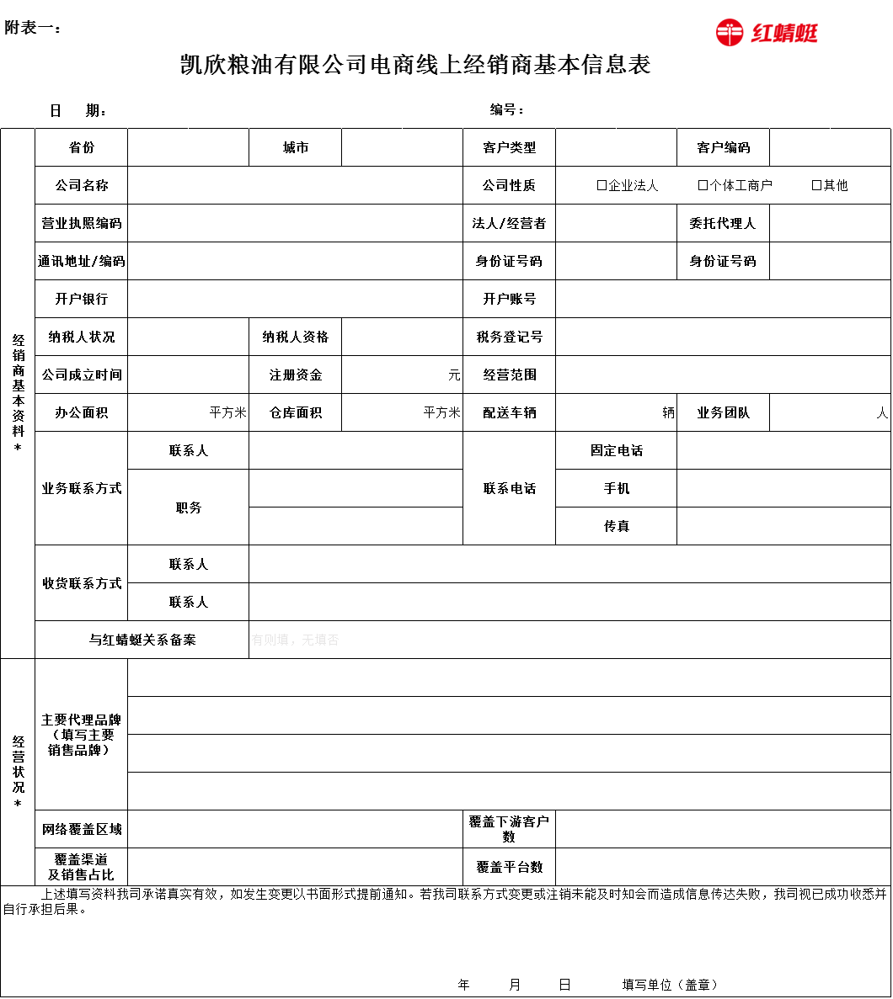 附表一：
红蜻蜓
凯欣粮油有限公司电商线上经销商基本信息表
日 期：
编号：
经销商基本资料*
省份
城市
客户类型
客户编码
公司名称
公司性质
□企业法人 □个体工商户 □其他
营业执照编码
法人/经营者
委托代理人
通讯地址/编码
身份证号码
身份证号码
开户银行
开户账号
纳税人状况
纳税人资格
税务登记号
公司成立时间
注册资金
元
经营范围
办公面积
平方米
仓库面积
平方米
配送车辆
辆
业务团队
人
业务联系方式
联系人
职务
联系电话
固定电话
手机
传真
收货联系方式
联系人
联系人
与红蜻蜓关系备案
有则填，无填否
经营状况*
主要代理品牌
（填写主要
销售品牌）
网络覆盖区域
覆盖下游客户
数
覆盖渠道
及销售占比
覆盖平台数
上述填写资料我司承诺真实有效，如发生变更以书面形式提前通知。若我司联系方式变更或注销未能及时知会而造成信息传达失败，我司视已成功收悉并
自行承担后果。
年 月 日 填写单位（盖章）